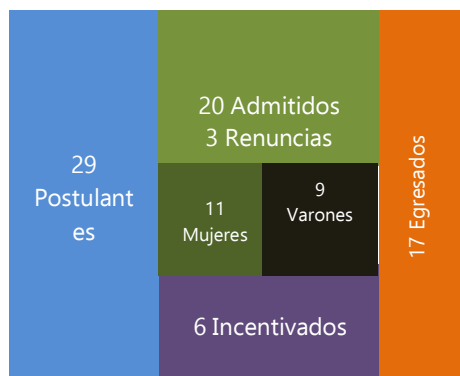 29
Postulant
es
20 Admitidos
3 Renuncias
11
Mujeres
9
Varones
6 Incentivados
17 Egresados